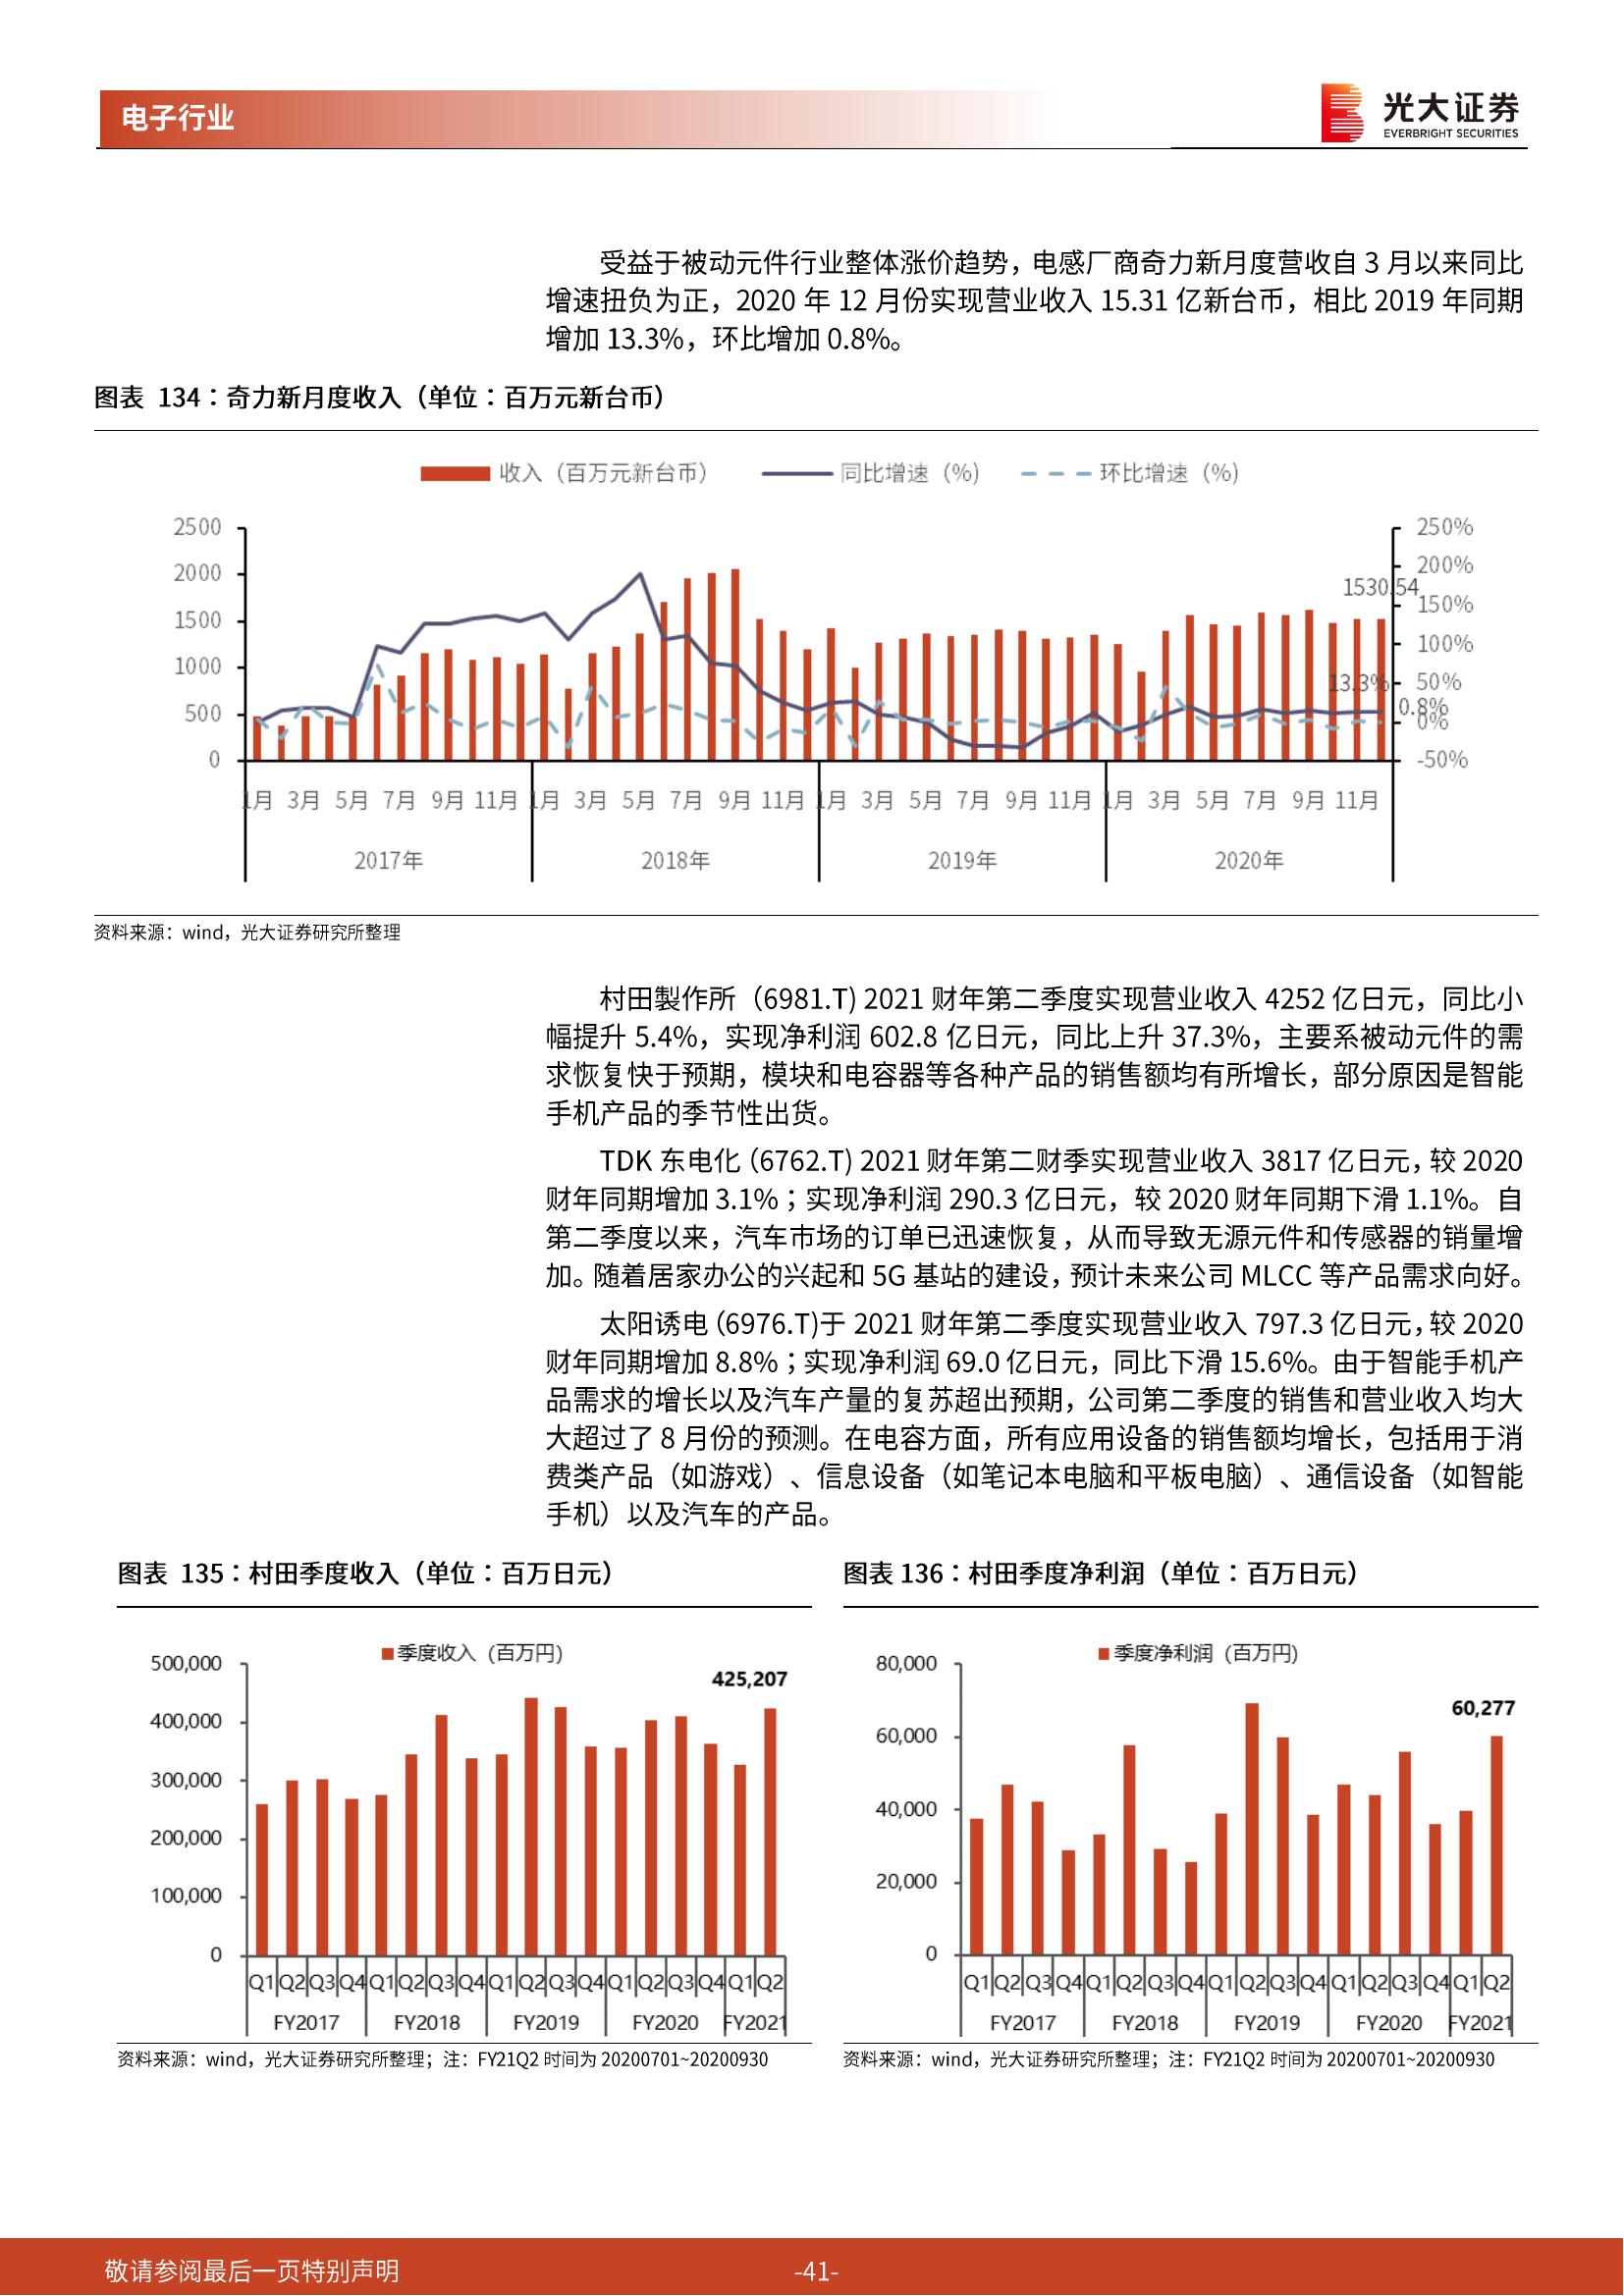 电子行业
光大证券
EVERBRIGHT SECURITIES
受益于被动元件行业整体涨价趋势，电感厂商奇力新月度营收自 3 月以来同比
增速扭负为正，2020 年 12 月份实现营业收入 15.31 亿新台币，相比 2019 年同期
增加 13.3%，环比增加 0.8%。
图表 134：奇力新月度收入（单位：百万元新台币）
收入（百万元新台币） 同比增速（%） 环比增速（%）
2500 250%
2000 200%
1530.54
1500 150%
1000 100%
13.3% 50%
500 0.8%
0%
0 -50%
1月 3月 5月 7月 9月 11月 1月 3月 5月 7月 9月 11月 1月 3月 5月 7月 9月 11月 1月 3月 5月 7月 9月 11月
2017年 2018年 2019年 2020年
资料来源：wind，光大证券研究所整理
村田製作所（6981.T) 2021 财年第二季度实现营业收入 4252 亿日元，同比小
幅提升 5.4%，实现净利润 602.8 亿日元，同比上升 37.3%，主要系被动元件的需
求恢复快于预期，模块和电容器等各种产品的销售额均有所增长，部分原因是智能
手机产品的季节性出货。
TDK 东电化（6762.T) 2021 财年第二财季实现营业收入 3817 亿日元，较 2020
财年同期增加 3.1%；实现净利润 290.3 亿日元，较 2020 财年同期下滑 1.1%。自
第二季度以来，汽车市场的订单已迅速恢复，从而导致无源元件和传感器的销量增
加。随着居家办公的兴起和 5G 基站的建设，预计未来公司 MLCC 等产品需求向好。
太阳诱电（6976.T)于 2021 财年第二季度实现营业收入 797.3 亿日元，较 2020
财年同期增加 8.8%；实现净利润 69.0 亿日元，同比下滑 15.6%。由于智能手机产
品需求的增长以及汽车产量的复苏超出预期，公司第二季度的销售和营业收入均大
大超过了 8 月份的预测。在电容方面，所有应用设备的销售额均增长，包括用于消
费类产品（如游戏）、信息设备（如笔记本电脑和平板电脑）、通信设备（如智能
手机）以及汽车的产品。
图表 135：村田季度收入（单位：百万日元）
季度收入（百万円）
500,000
425,207
400,000
300,000
200,000
100,000
0
Q1 Q2 Q3 Q4 Q1 Q2 Q3 Q4 Q1 Q2 Q3 Q4 Q1 Q2 Q3 Q4 Q1 Q2
FY2017 FY2018 FY2019 FY2020 FY2021
资料来源：wind，光大证券研究所整理；注：FY21Q2 时间为 20200701~20200930
图表 136：村田季度净利润（单位：百万日元）
季度净利润（百万円）
80,000
60,277
60,000
40,000
20,000
0
Q1 Q2 Q3 Q4 Q1 Q2 Q3 Q4 Q1 Q2 Q3 Q4 Q1 Q2 Q3 Q4 Q1 Q2
FY2017 FY2018 FY2019 FY2020 FY2021
资料来源：wind，光大证券研究所整理；注：FY21Q2 时间为 20200701~20200930
敬请参阅最后一页特别声明
-41-